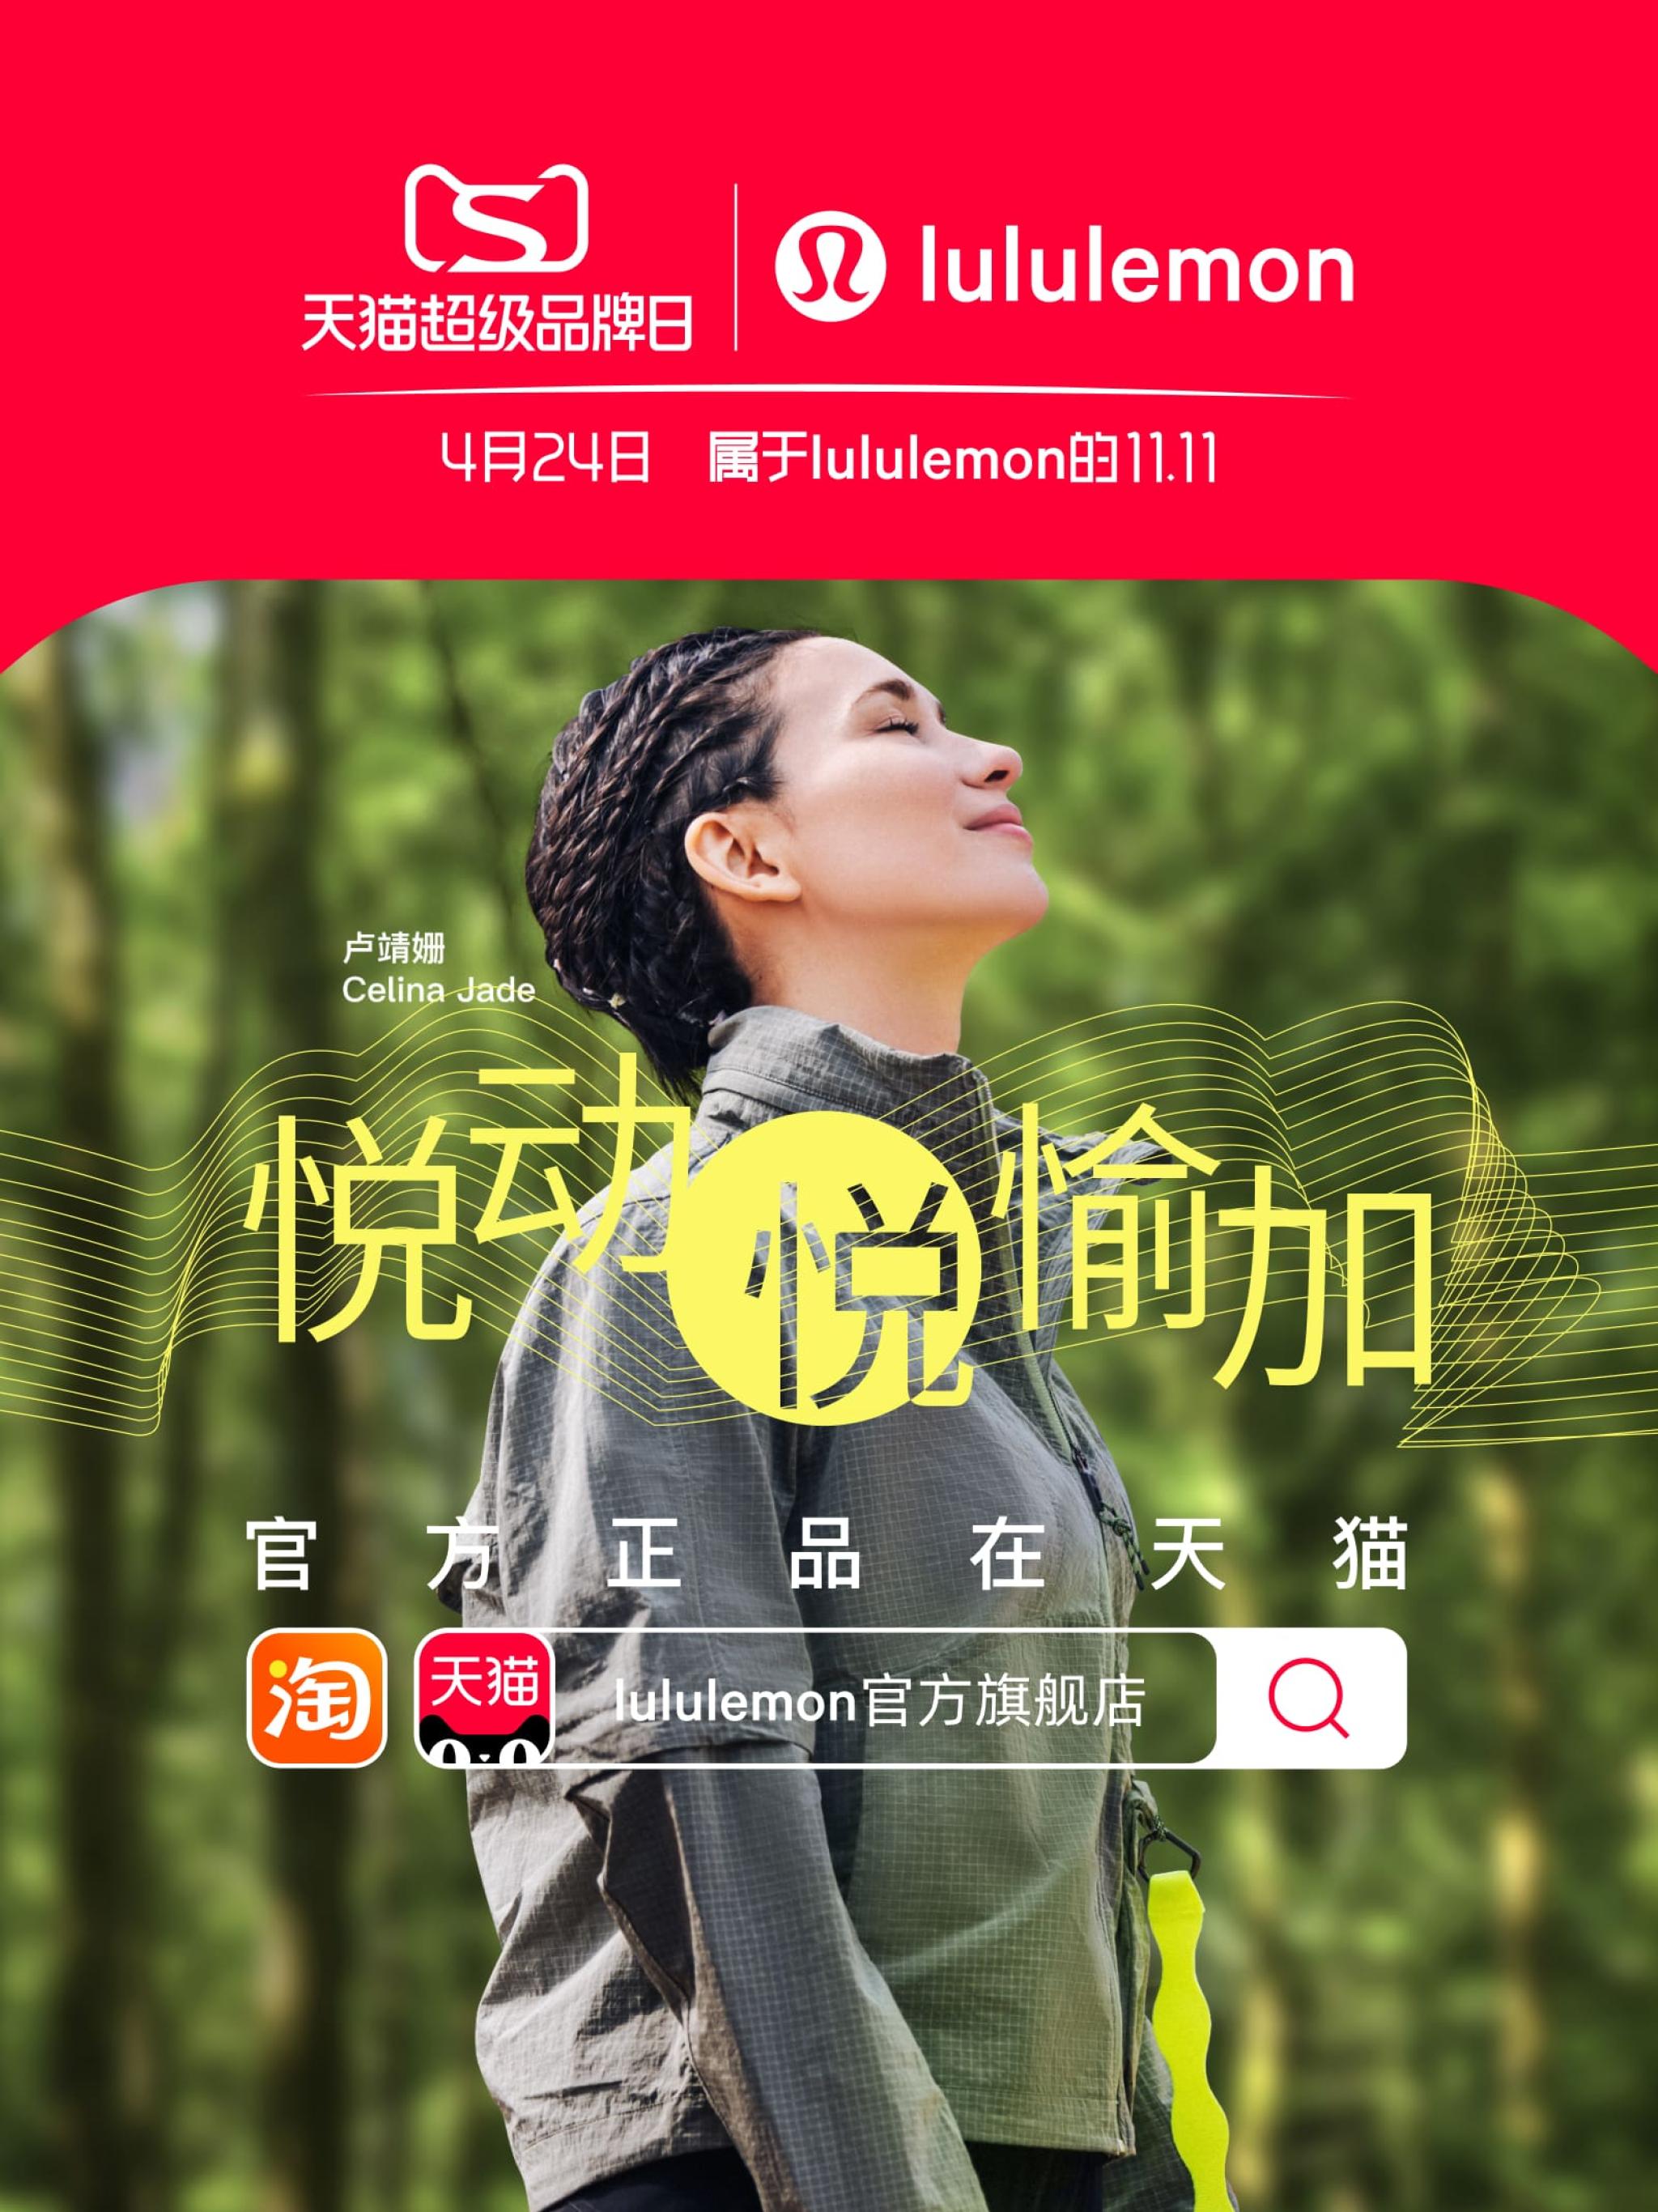 天猫超级品牌日
lululemon
4月24日 属于lululemon的11.11
卢靖姗
Celina Jade
悦动悦愉加
官方正品在天猫
淘
天猫
lululemon官方旗舰店